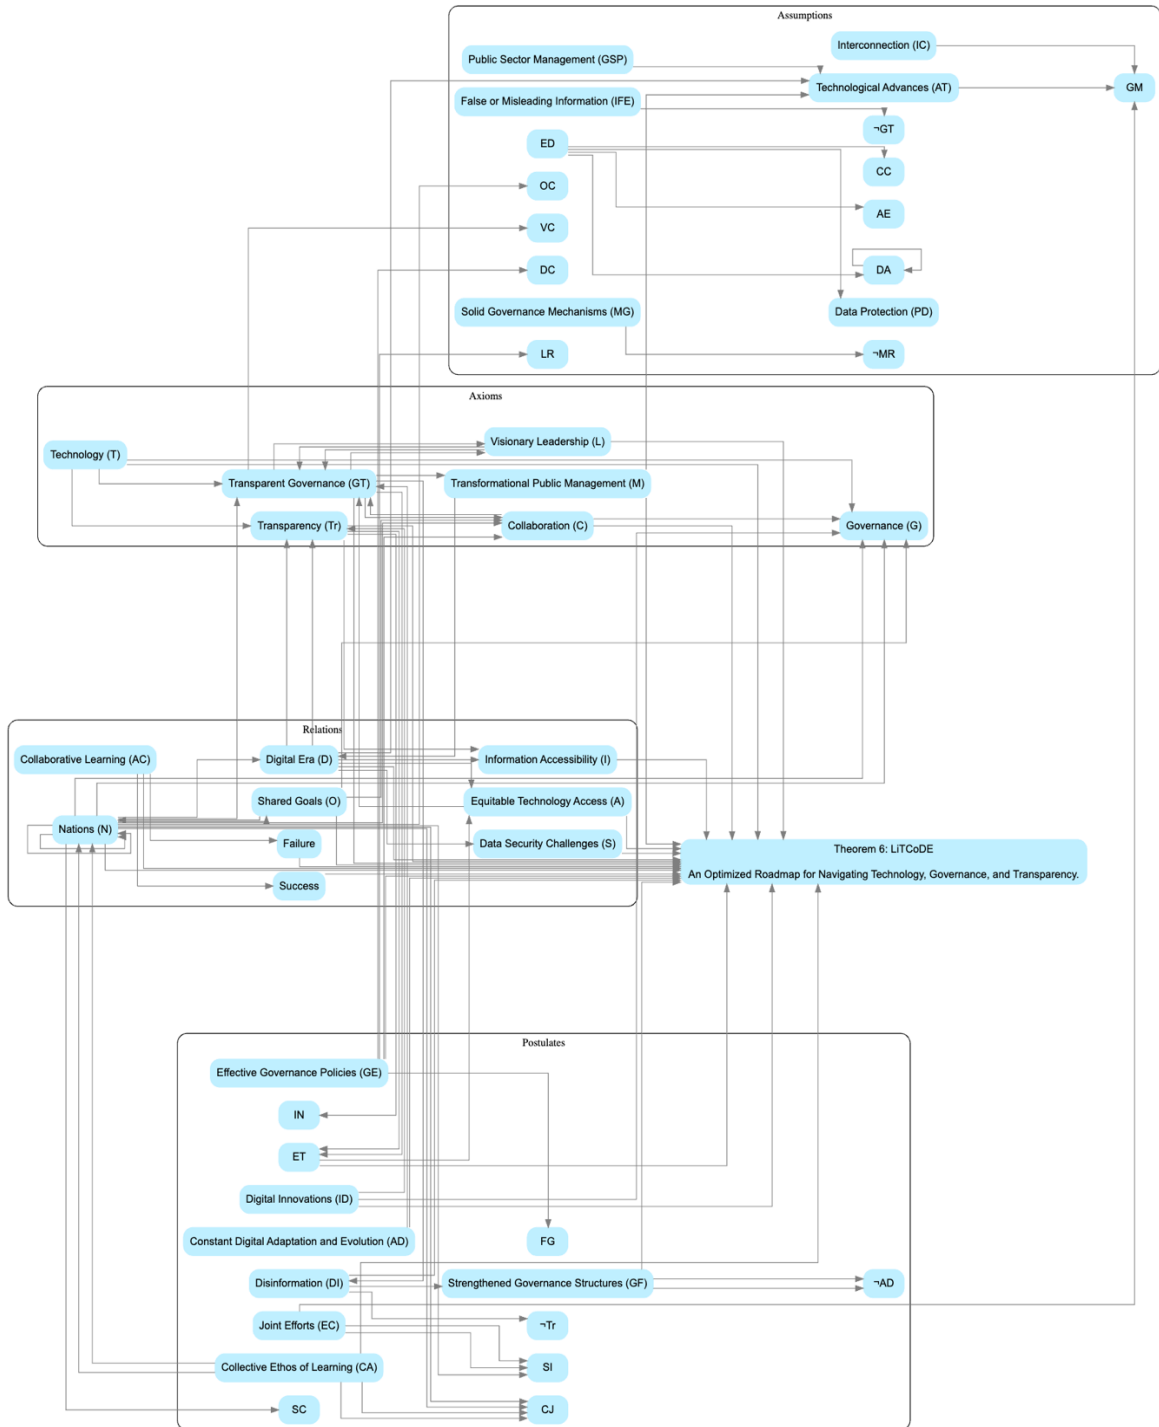 Assumptions
Interconnection (IC)
Public Sector Management (GSP)
Technological Advances (AT)
GM
False or Misleading Information (IFE)
¬GT
ED
CC
OC
AE
VC
DC
DA
Solid Governance Mechanisms (MG)
Data Protection (PD)
LR
¬MR
Axioms
Visionary Leadership (L)
Technology (T)
Transparent Governance (GT)
Transformational Public Management (M)
Transparency (Tr)
Collaboration (C)
Governance (G)
Relations
Collaborative Learning (AC)
Digital Era (D)
Information Accessibility (I)
Shared Goals (O)
Equitable Technology Access (A)
Nations (N)
Failure
Data Security Challenges (S)
Success
Theorem 6: LiTCoDE
An Optimized Roadmap for Navigating Technology, Governance, and Transparency.
Postulates
Effective Governance Policies (GE)
IN
ET
Digital Innovations (ID)
Constant Digital Adaptation and Evolution (AD)
FG
Disinformation (DI)
Strengthened Governance Structures (GF)
¬AD
Joint Efforts (EC)
¬Tr
Collective Ethos of Learning (CA)
SI
SC
CJ